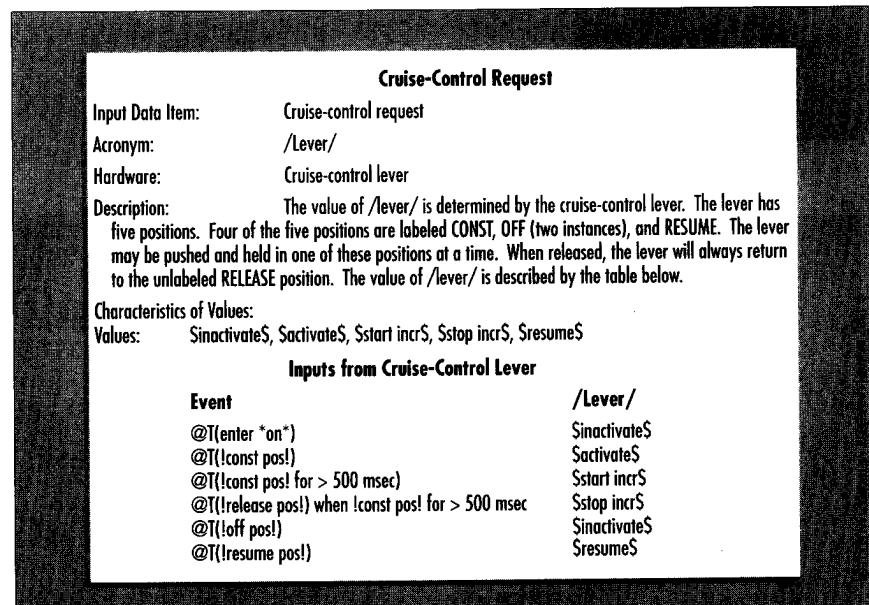 Cruise-Control Request
Input Data Item: Cruise-control request
Acronym: /Lever/
Hardware: Cruise-control lever
Description: The value of /lever/ is determined by the cruise-control lever. The lever has
five positions. Four of the five positions are labeled CONST, OFF (two instances), and RESUME. The lever
may be pushed and held in one of these positions at a time. When released, the lever will always return
to the unlabeled RELEASE position. The value of /lever/ is described by the table below.
Characteristics of Values:
Values: $inactivate$, $activate$, $start incr$, $stop incr$, $resume$
Inputs from Cruise-Control Lever
Event /Lever/
@T(enter *on*) $inactivate$
@T(!const pos!) $activate$
@T(!const pos! for > 500 msec) $start incr$
@T(!release pos!) when !const pos! for > 500 msec $stop incr$
@T(!off pos!) $inactivate$
@T(!resume pos!) $resume$